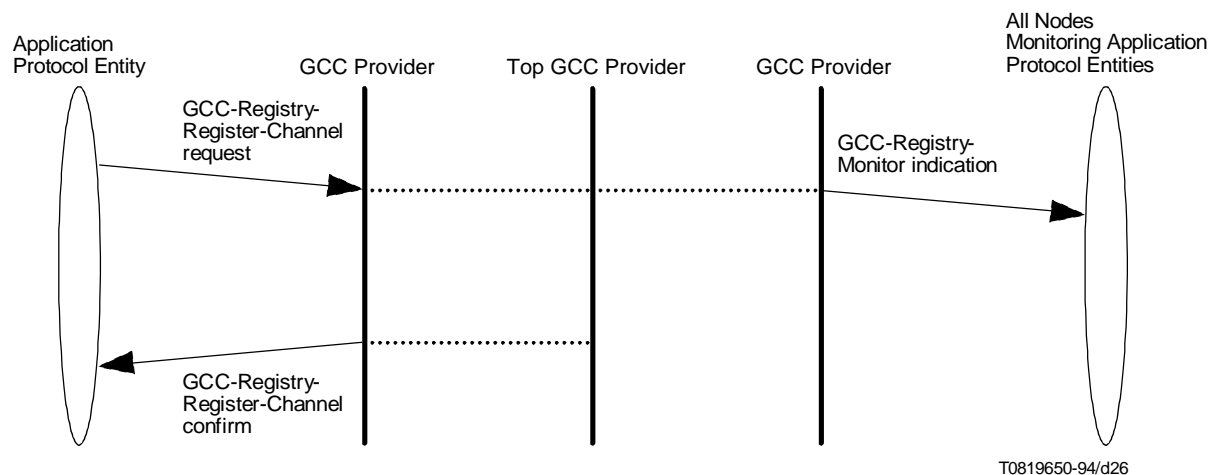 Application
Protocol Entity
GCC Provider
Top GCC Provider
GCC Provider
All Nodes
Monitoring Application
Protocol Entities
GCC-Registry-
Register-Channel
request
GCC-Registry-
Monitor indication
GCC-Registry-
Register-Channel
confirm
T0819650-94/d26